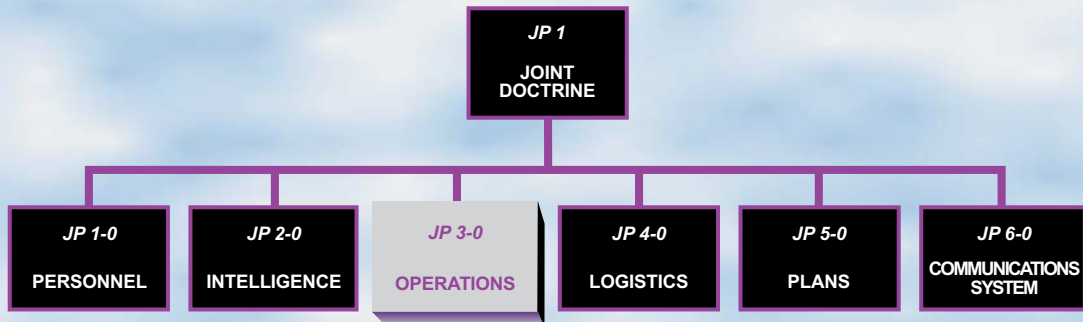 JP 1
JOINT
DOCTRINE
JP 1-0
PERSONNEL
JP 2-0
INTELLIGENCE
JP 3-0
OPERATIONS
JP 4-0
LOGISTICS
JP 5-0
PLANS
JP 6-0
COMMUNICATIONS
SYSTEM